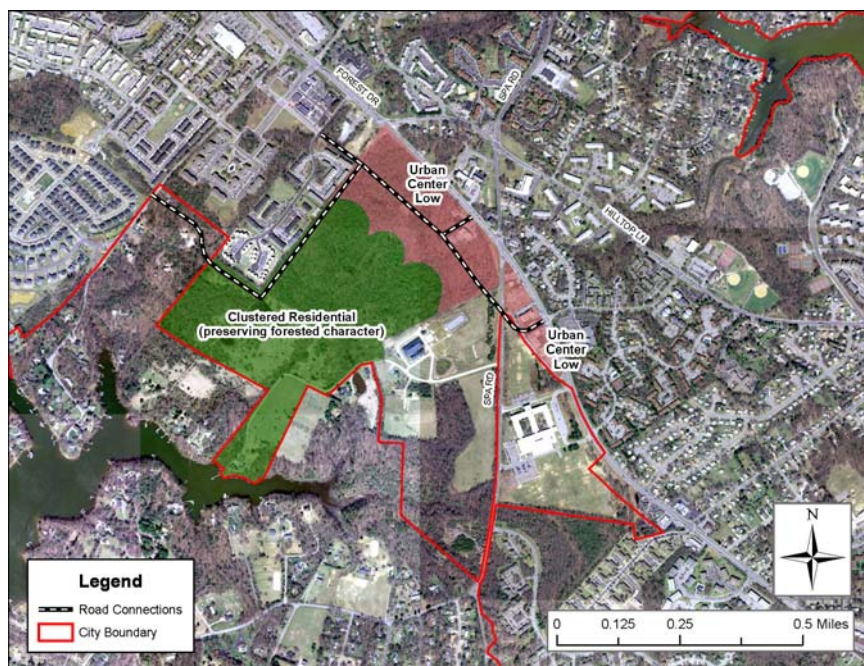 FOREST DR
SPA RD
Urban
Center
Low
HILLTOP LN
Clustered Residential
(preserving forested character)
Urban
Center
Low
SPA RD
N
Legend
Road Connections
City Boundary
0 0.125 0.25 0.5 Miles